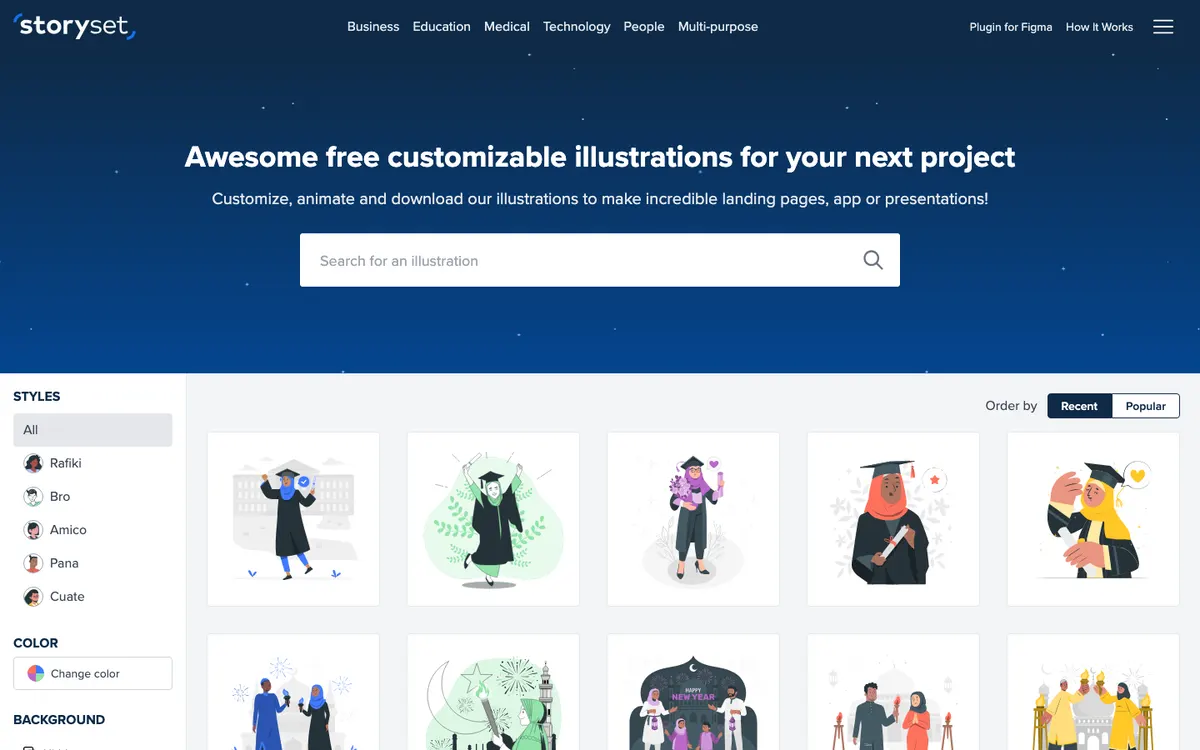 storyset
Business Education Medical Technology People Multi-purpose
Plugin for Figma How It Works
Awesome free customizable illustrations for your next project
Customize, animate and download our illustrations to make incredible landing pages, app or presentations!
Search for an illustration
STYLES
All
Rafiki
Bro
Amico
Pana
Cuate
COLOR
Change color
BACKGROUND
Order by Recent Popular
HAPPY
NEW YEAR